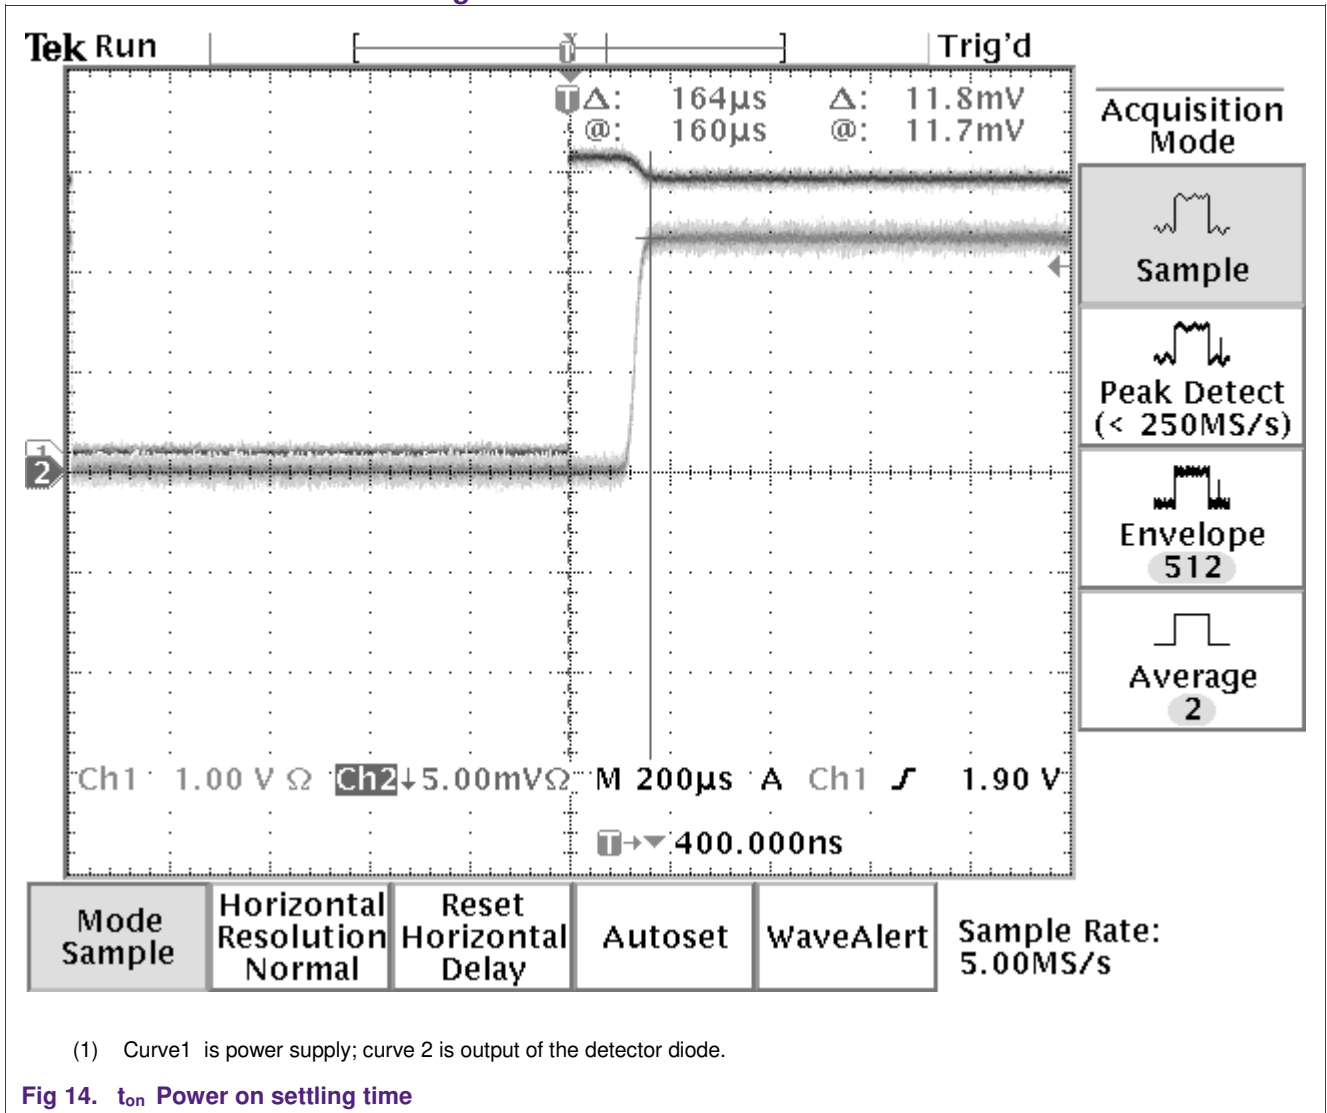 Tek Run
Trig'd
T
T
Δ: 164µs Δ: 11.8mV
@: 160µs @: 11.7mV
Acquisition
Mode
Sample
Peak Detect
(< 250MS/s)
Envelope
512
Average
2
1
2
Ch1 1.00 V Ω Ch2↓5.00mVΩ M 200µs A Ch1 1.90 V
T→▼ 400.000ns
Mode
Sample
Horizontal
Resolution
Normal
Reset
Horizontal
Delay
Autoset
WaveAlert
Sample Rate:
5.00MS/s
(1) Curve1 is power supply; curve 2 is output of the detector diode.
Fig 14. ton Power on settling time